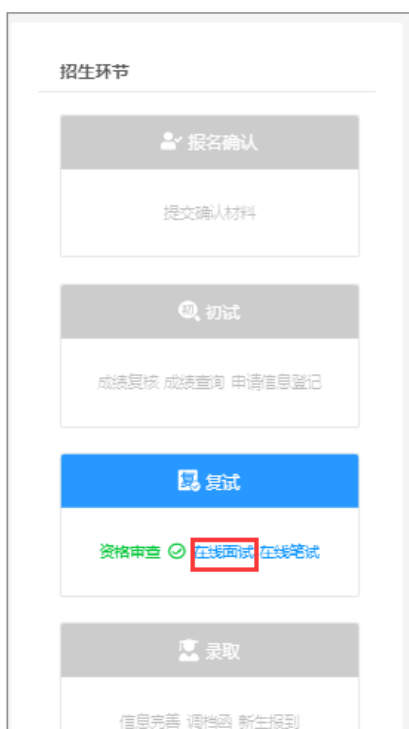 招生环节
报名确认
提交确认材料
初
初试
成绩复核 成绩查询 申请信息登记
复
复试
资格审查 在线面试 在线笔试
录取
信息完善 调档函 新生报到